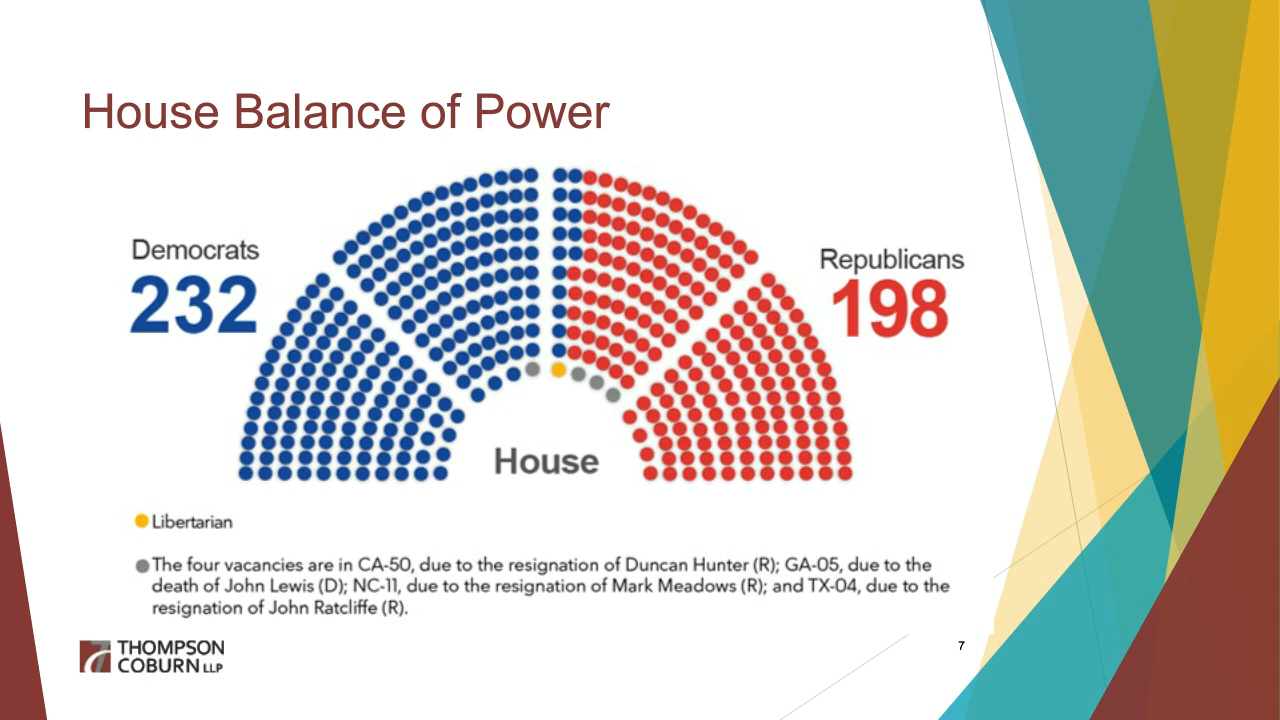 House Balance of Power
Democrats
232
Republicans
198
House
Libertarian
The four vacancies are in CA-50, due to the resignation of Duncan Hunter (R); GA-05, due to the
death of John Lewis (D); NC-11, due to the resignation of Mark Meadows (R); and TX-04, due to the
resignation of John Ratcliffe (R).
THOMPSON
COBURN LLP
7